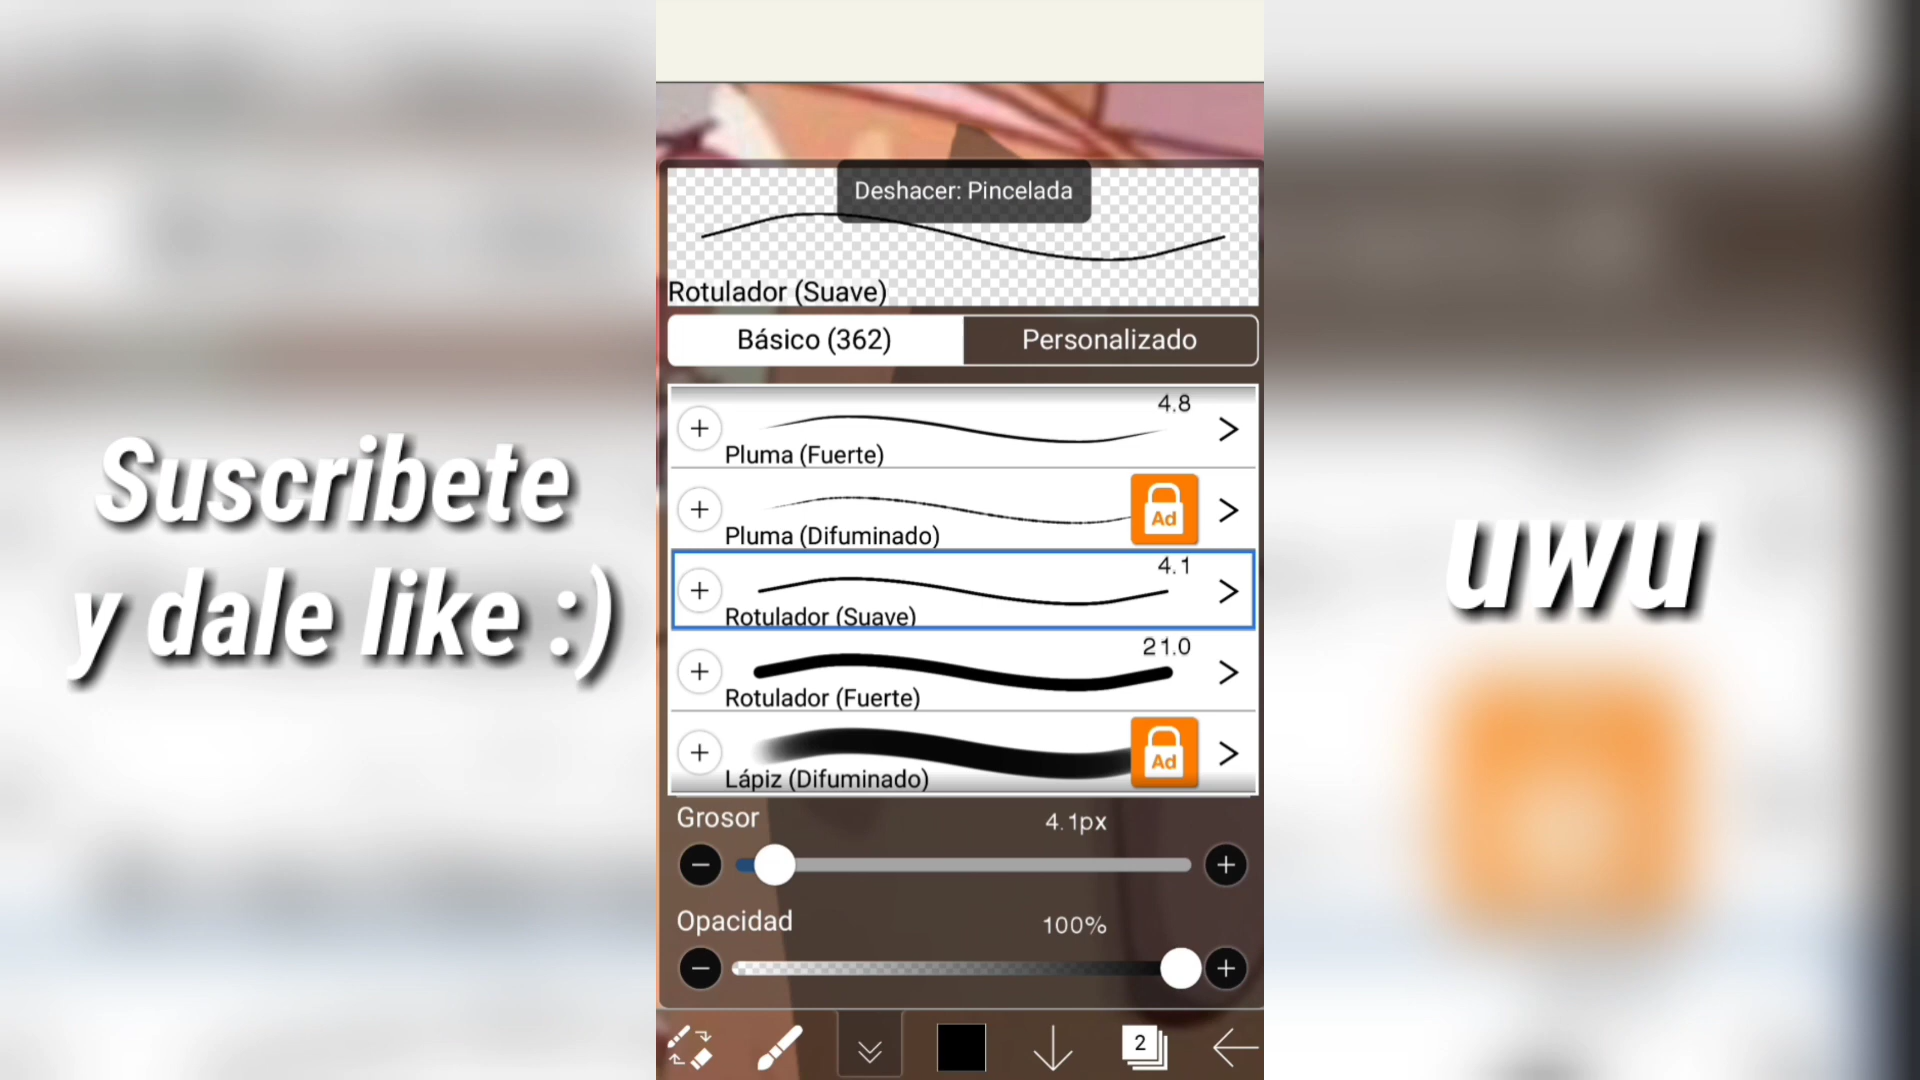 Suscribete
y dale like :)
uwu
Deshacer: Pincelada
Rotulador (Suave)
Básico (362)
Personalizado
4.8
Pluma (Fuerte)
Ad
Pluma (Difuminado)
4.1
Rotulador (Suave)
21.0
Rotulador (Fuerte)
Ad
Lápiz (Difuminado)
Grosor
4.1px
Opacidad
100%
2